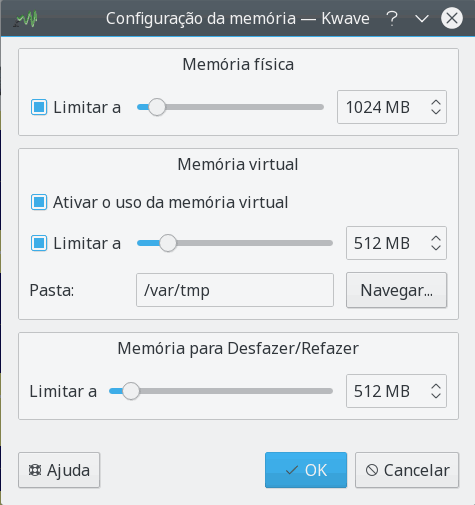 Configuração da memória — Kwave
Memória física
Limitar a 1024 MB
Memória virtual
Ativar o uso da memória virtual
Limitar a 512 MB
Pasta: /var/tmp Navegar...
Memória para Desfazer/Refazer
Limitar a 512 MB
Ajuda OK Cancelar